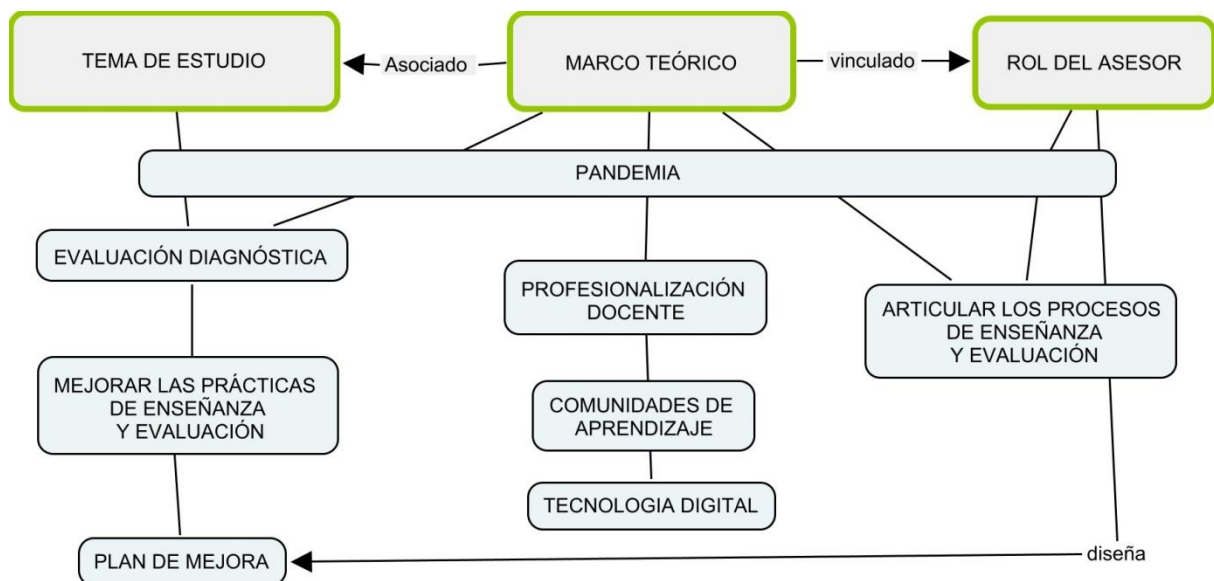 TEMA DE ESTUDIO
Asociado
MARCO TEÓRICO
vinculado
ROL DEL ASESOR
PANDEMIA
EVALUACIÓN DIAGNÓSTICA
PROFESIONALIZACIÓN
DOCENTE
ARTICULAR LOS PROCESOS
DE ENSEÑANZA
Y EVALUACIÓN
MEJORAR LAS PRÁCTICAS
DE ENSEÑANZA
Y EVALUACIÓN
COMUNIDADES DE
APRENDIZAJE
TECNOLOGIA DIGITAL
PLAN DE MEJORA
diseña